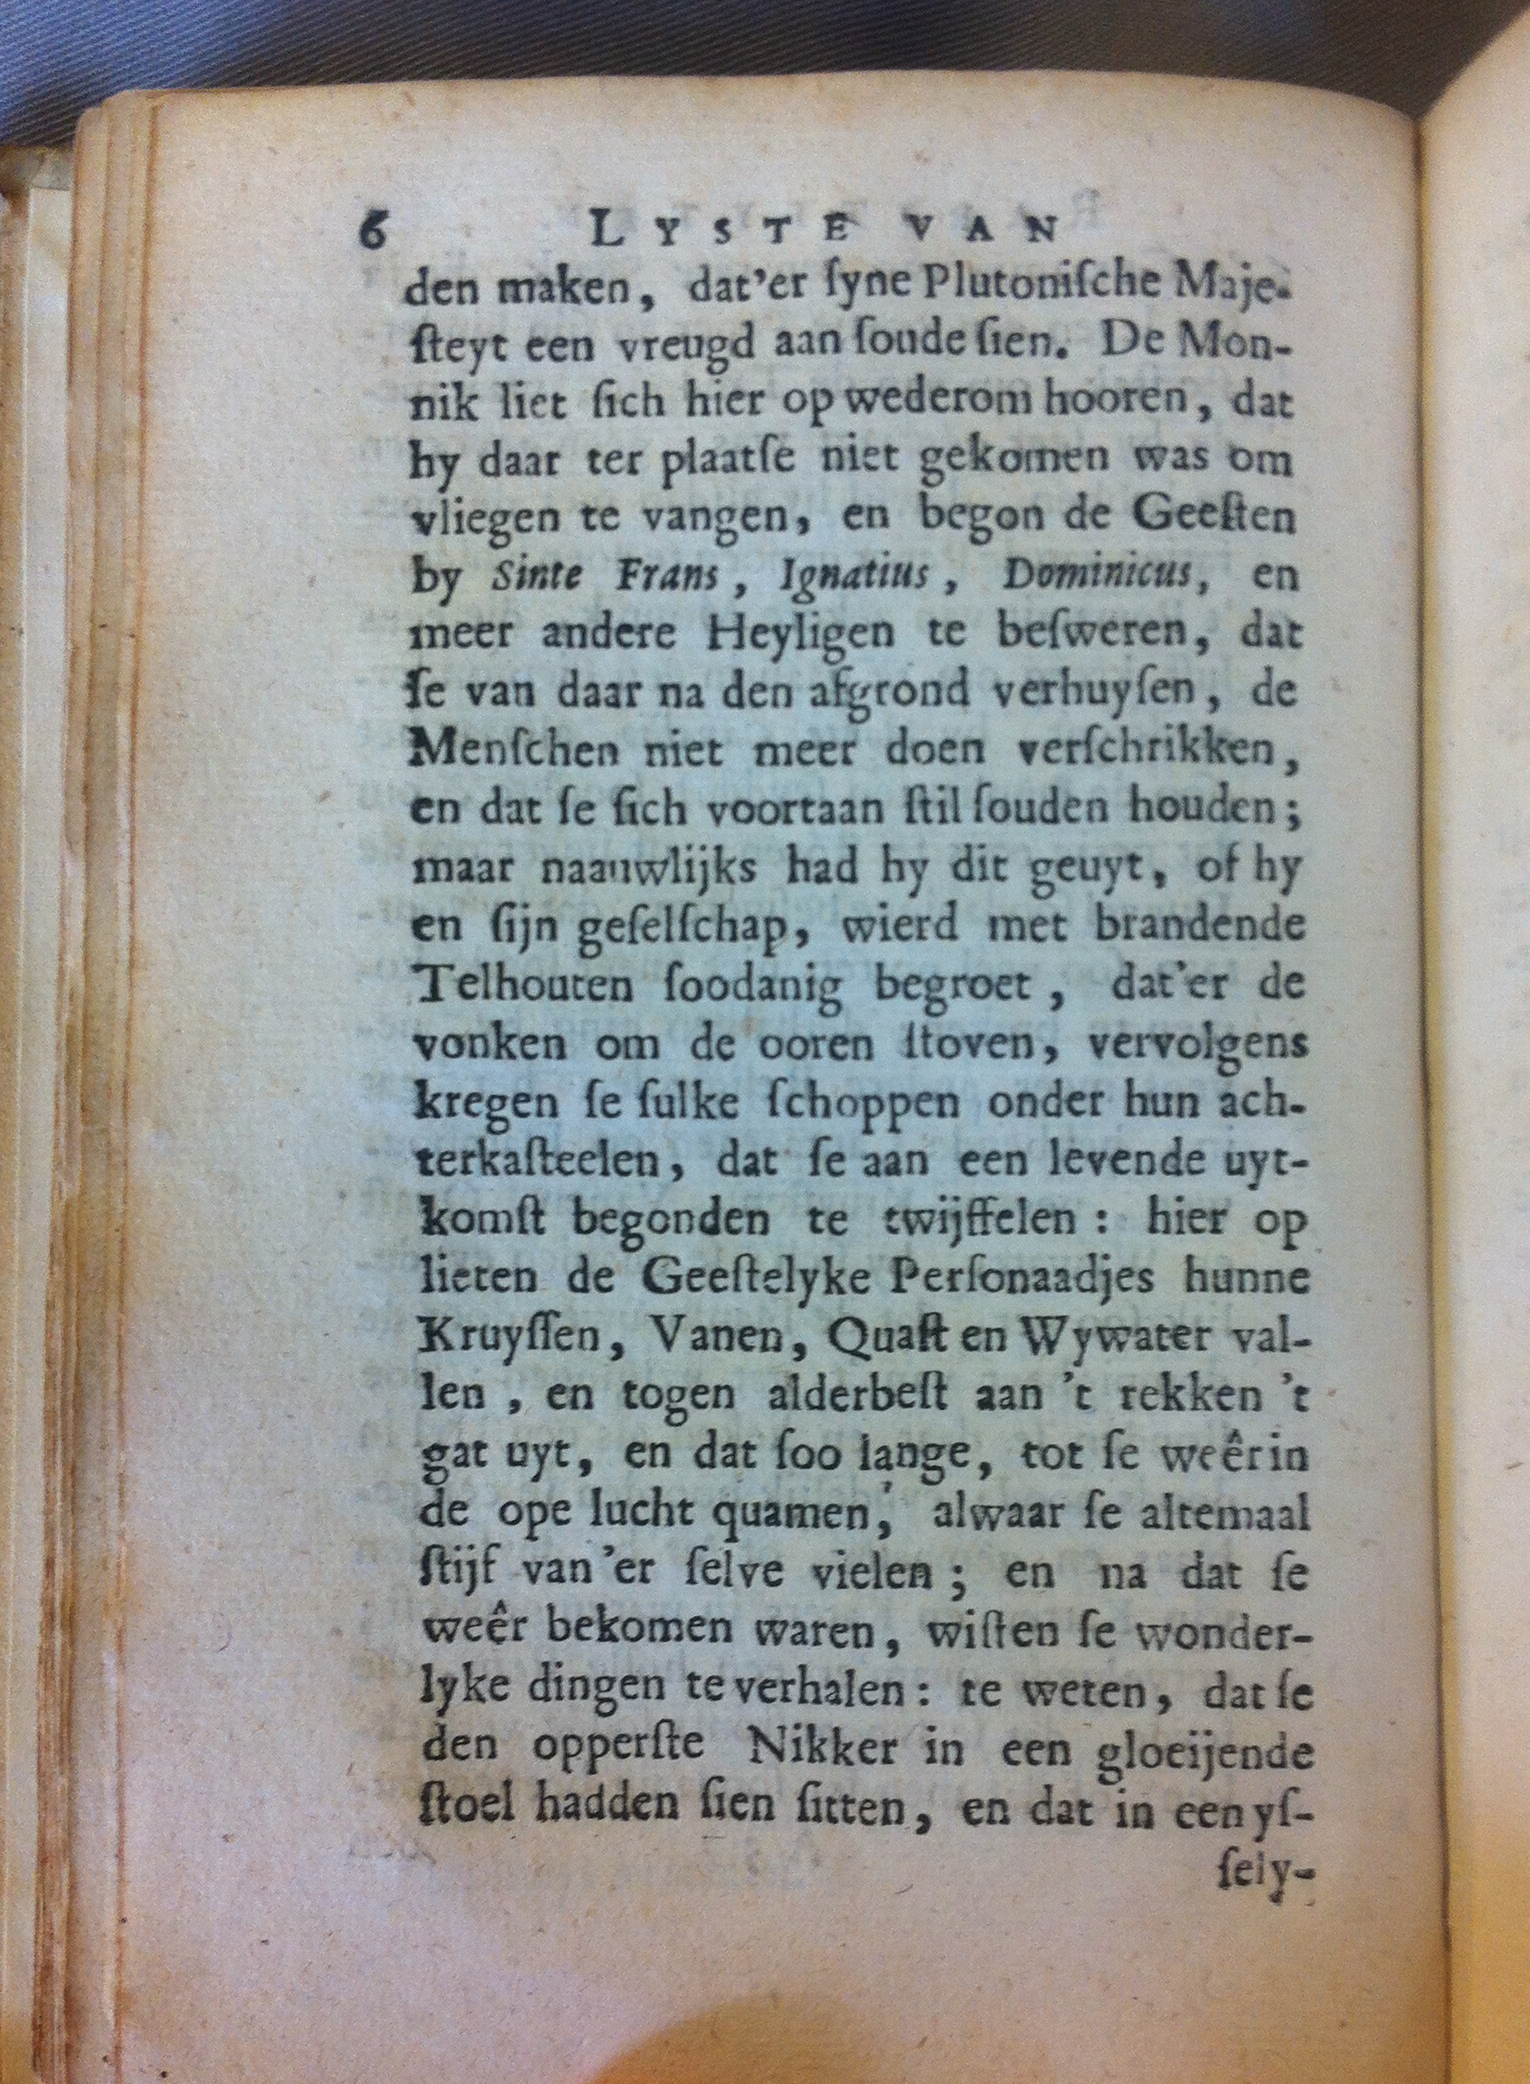 6 LYSTE VAN
den maken, dat'er ſyne Plutoniſche Maje-
ſteyt een vreugd aan ſoude ſien. De Mon-
nik liet ſich hier op wederom hooren, dat
hy daar ter plaatſe niet gekomen was om
vliegen te vangen, en begon de Geeſten
by Sinte Frans, Ignatius, Dominicus, en
meer andere Heyligen te beſweren, dat
ſe van daar na den afgrond verhuyſen, de
Menſchen niet meer doen verſchrikken,
en dat ſe ſich voortaan ſtil ſouden houden;
maar naauwlijks had hy dit geuyt, of hy
en ſijn geſelſchap, wierd met brandende
Telhouten ſoodanig begroet, dat'er de
vonken om de ooren ſtoven, vervolgens
kregen ſe ſulke ſchoppen onder hun ach-
terkaſteelen, dat ſe aan een levende uyt-
komſt begonden te twijffelen: hier op
lieten de Geeſtelyke Perſonaadjes hunne
Kruyſſen, Vanen, Quaſt en Wywater val-
len, en togen alderbeſt aan 't rekken 't
gat uyt, en dat ſoo lange, tot ſe weêr in
de ope lucht quamen, alwaar ſe altemaal
ſtijf van'er ſelve vielen; en na dat ſe
weêr bekomen waren, wiſten ſe wonder-
lyke dingen te verhalen: te weten, dat ſe
den opperſte Nikker in een gloeijende
ſtoel hadden ſien ſitten, en dat in een yſ-
ſely-